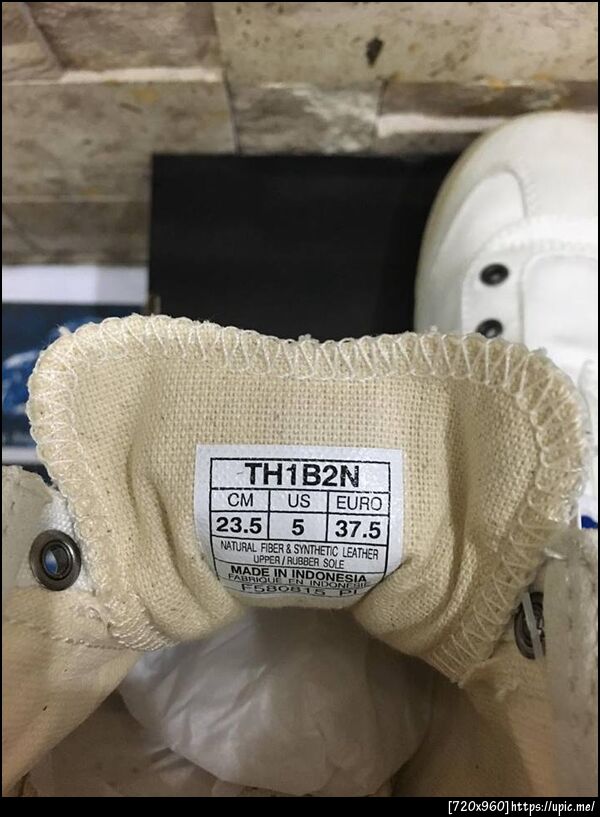 TH1B2N
CM US EURO
23.5 5 37.5
NATURAL FIBER & SYNTHETIC LEATHER
UPPER / RUBBER SOLE
MADE IN INDONESIA
FABRIQUE EN INDONESIE
F580815 PI
[720x960]https://upic.me/